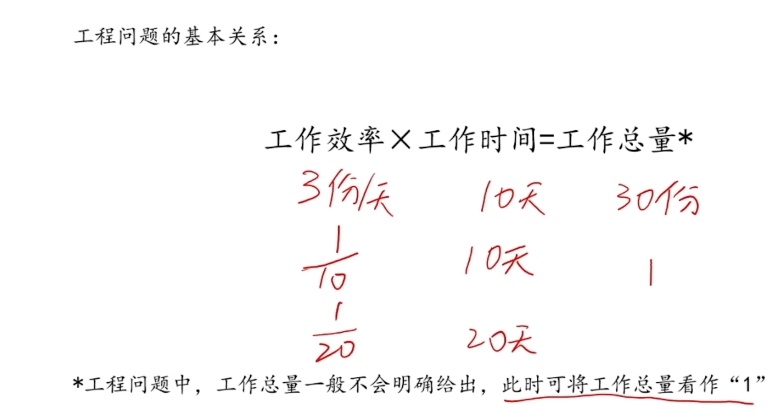 工程问题的基本关系：
工作效率×工作时间=工作总量*
3份/天 10天 30份
1/10 10天 1
1/20 20天
*工程问题中，工作总量一般不会明确给出，此时可将工作总量看作“1”